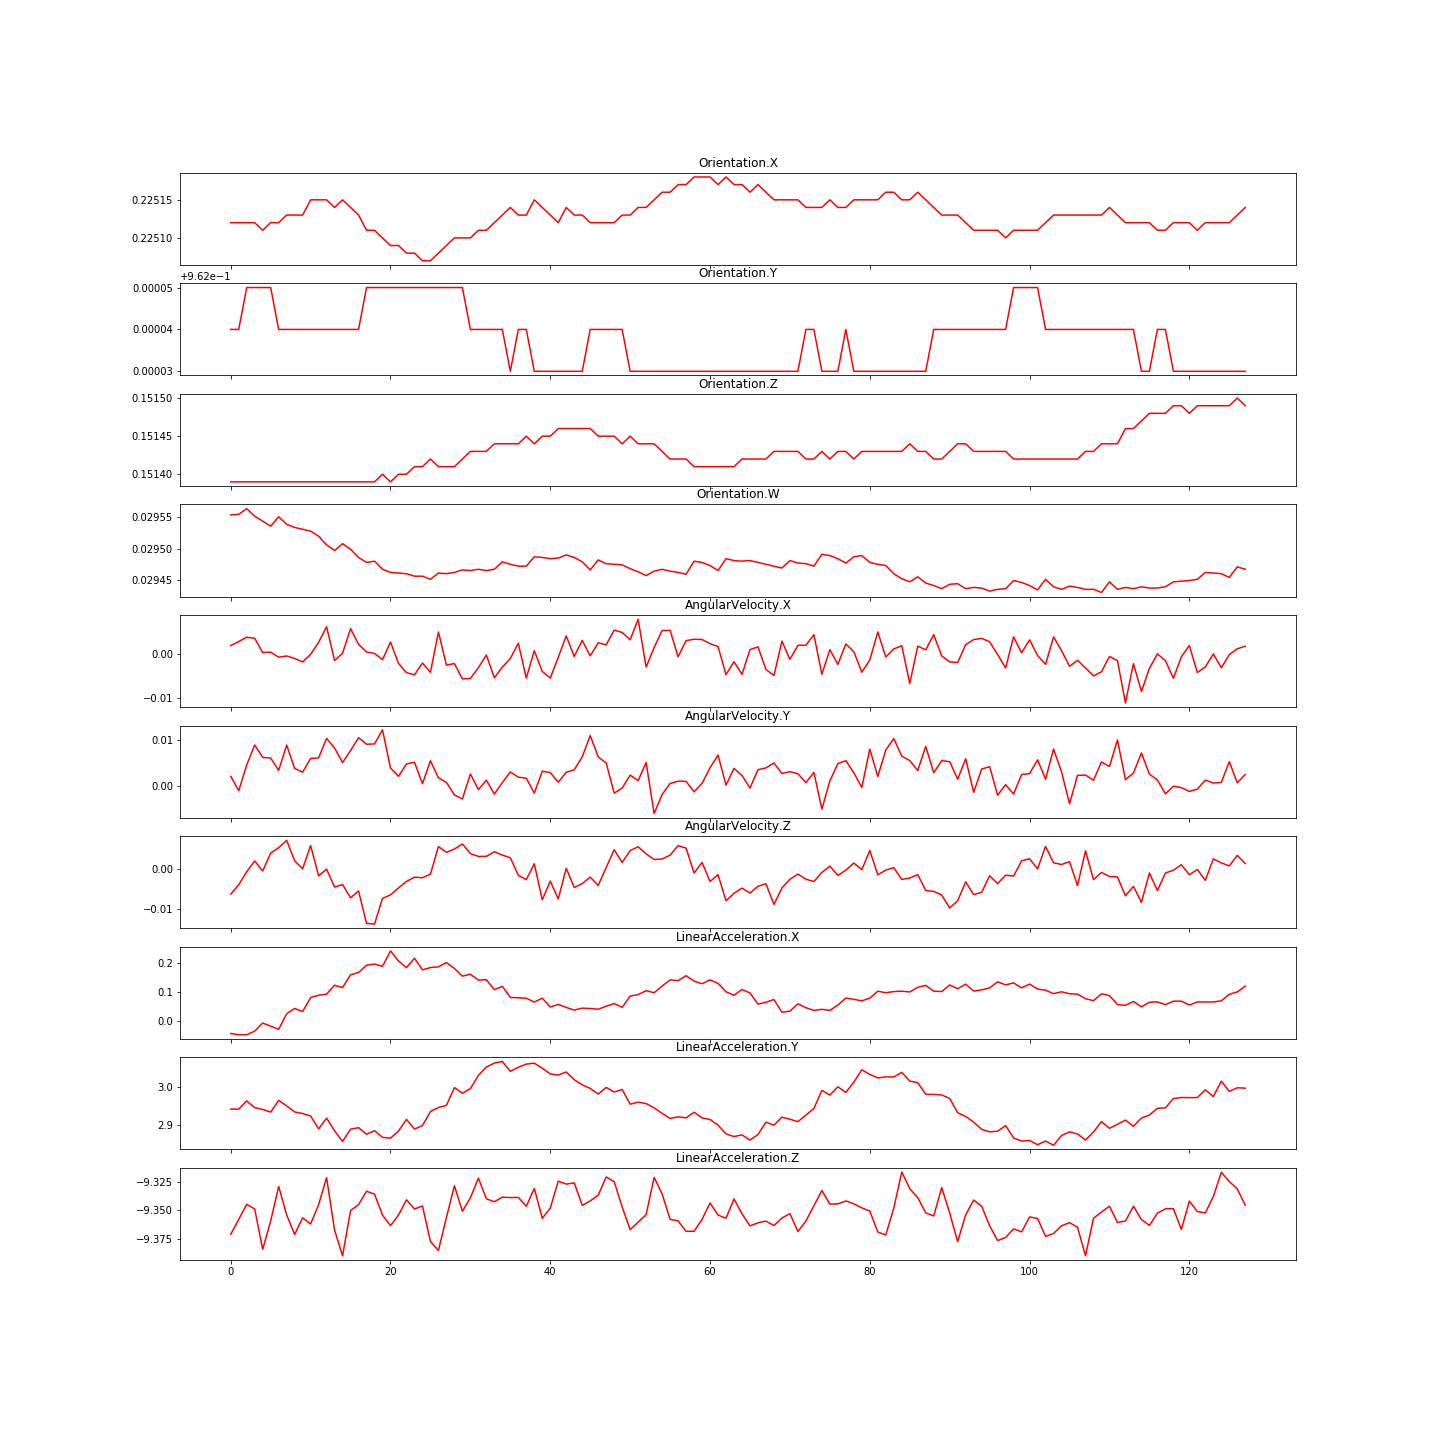 Orientation.X
0.22515
0.22510
+9.62e−1
Orientation.Y
0.00005
0.00004
0.00003
Orientation.Z
0.15150
0.15145
0.15140
Orientation.W
0.02955
0.02950
0.02945
AngularVelocity.X
0.00
−0.01
AngularVelocity.Y
0.01
0.00
AngularVelocity.Z
0.00
−0.01
LinearAcceleration.X
0.2
0.1
0.0
LinearAcceleration.Y
3.0
2.9
LinearAcceleration.Z
−9.325
−9.350
−9.375
0 20 40 60 80 100 120